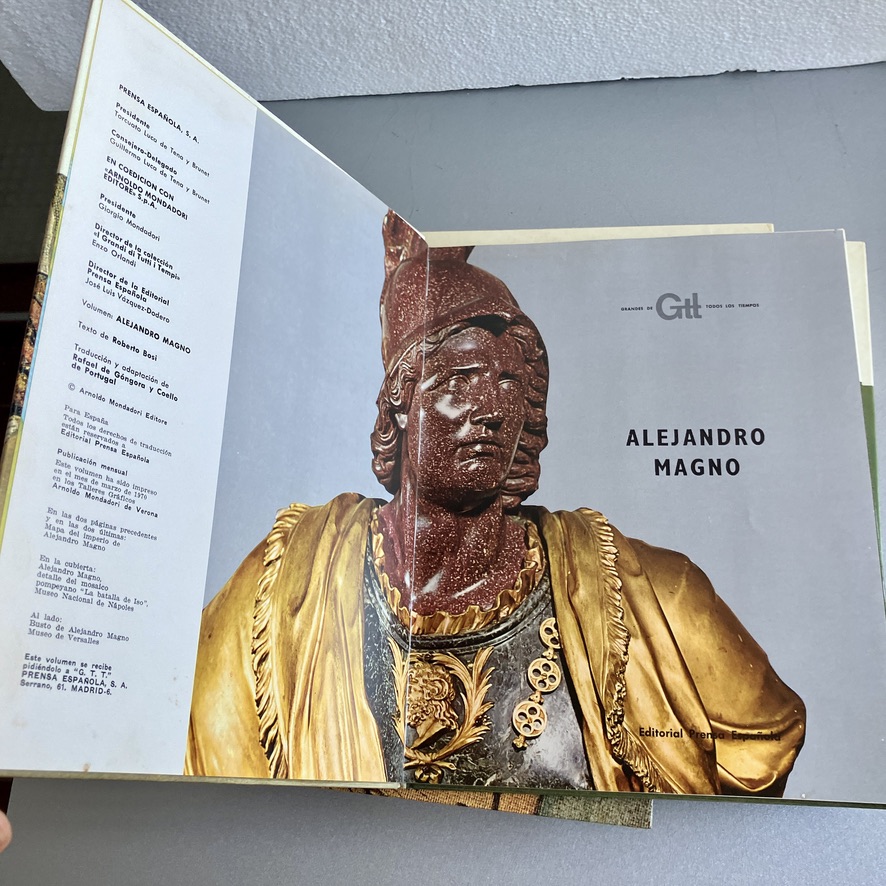 PRENSA ESPAÑOLA, S. A.
Presidente
Torcuato Luca de Tena y Brunet
Consejero-Delegado
Guillermo Luca de Tena y Brunet
EN COEDICION CON
«ARNOLDO MONDADORI
EDITORE» S.p.A.
Presidente
Giorgio Mondadori
Director de la colección
«I Grandi di Tutti i Tempi»
Enzo Orlandi
Director de la Editorial
Prensa Española
José Luis Vázquez-Dodero
Volumen: ALEJANDRO MAGNO
Texto de Roberto Bosi
Traducción y adaptación de
Rafael de Góngora y Coello
de Portugal
© Arnoldo Mondadori Editore
Para España
Todos los derechos de traducción
están reservados a
Editorial Prensa Española
Publicación mensual
Este volumen ha sido impreso
en el mes de marzo de 1970
en los Talleres Gráficos
Arnoldo Mondadori de Verona
En las dos páginas precedentes
y en las dos últimas:
Mapa del imperio de
Alejandro Magno
En la cubierta:
Alejandro Magno,
detalle del mosaico
pompeyano "La batalla de Iso".
Museo Nacional de Nápoles
Al lado:
Busto de Alejandro Magno
Museo de Versalles
Este volumen se recibe
pidiéndolo a "G. T. T."
PRENSA ESPAÑOLA, S. A.
Serrano, 61. MADRID-6.
GRANDES DE Gtt TODOS LOS TIEMPOS
ALEJANDRO
MAGNO
Editorial Prensa Española